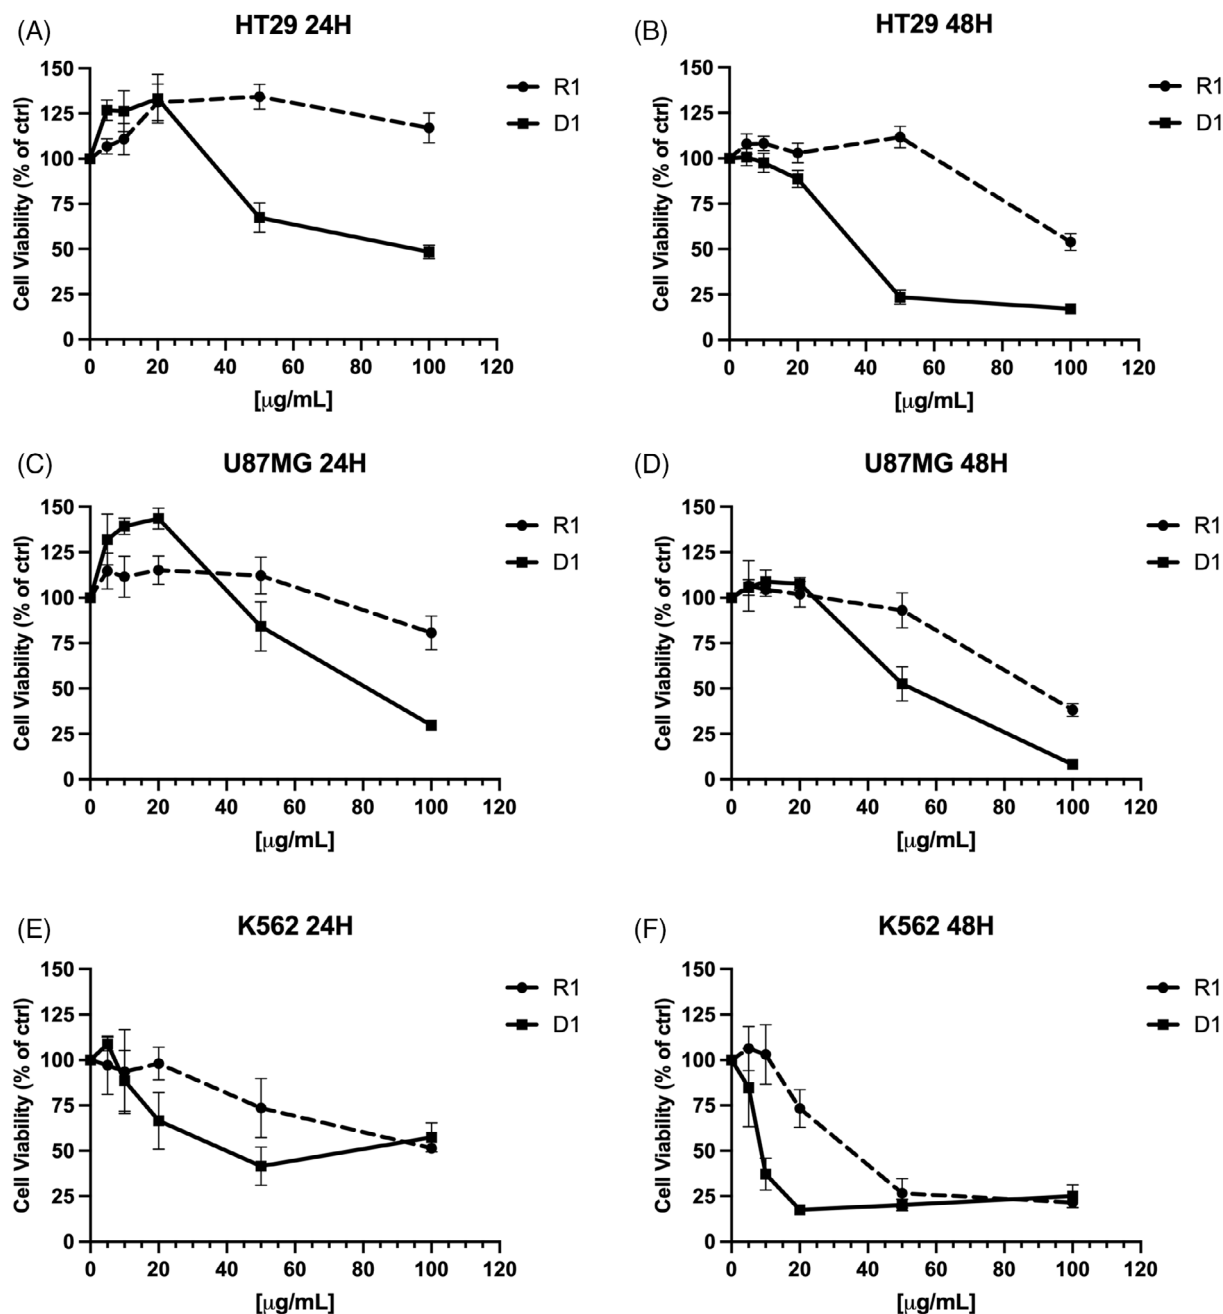 (A) HT29 24H
Cell Viability (% of ctrl)
150
125
100
75
50
25
0
0 20 40 60 80 100 120
[μg/mL]
R1
D1
(B) HT29 48H
Cell Viability (% of ctrl)
150
125
100
75
50
25
0
0 20 40 60 80 100 120
[μg/mL]
R1
D1
(C) U87MG 24H
Cell Viability (% of ctrl)
150
125
100
75
50
25
0
0 20 40 60 80 100 120
[μg/mL]
R1
D1
(D) U87MG 48H
Cell Viability (% of ctrl)
150
125
100
75
50
25
0
0 20 40 60 80 100 120
[μg/mL]
R1
D1
(E) K562 24H
Cell Viability (% of ctrl)
150
125
100
75
50
25
0
0 20 40 60 80 100 120
[μg/mL]
R1
D1
(F) K562 48H
Cell Viability (% of ctrl)
150
125
100
75
50
25
0
0 20 40 60 80 100 120
[μg/mL]
R1
D1